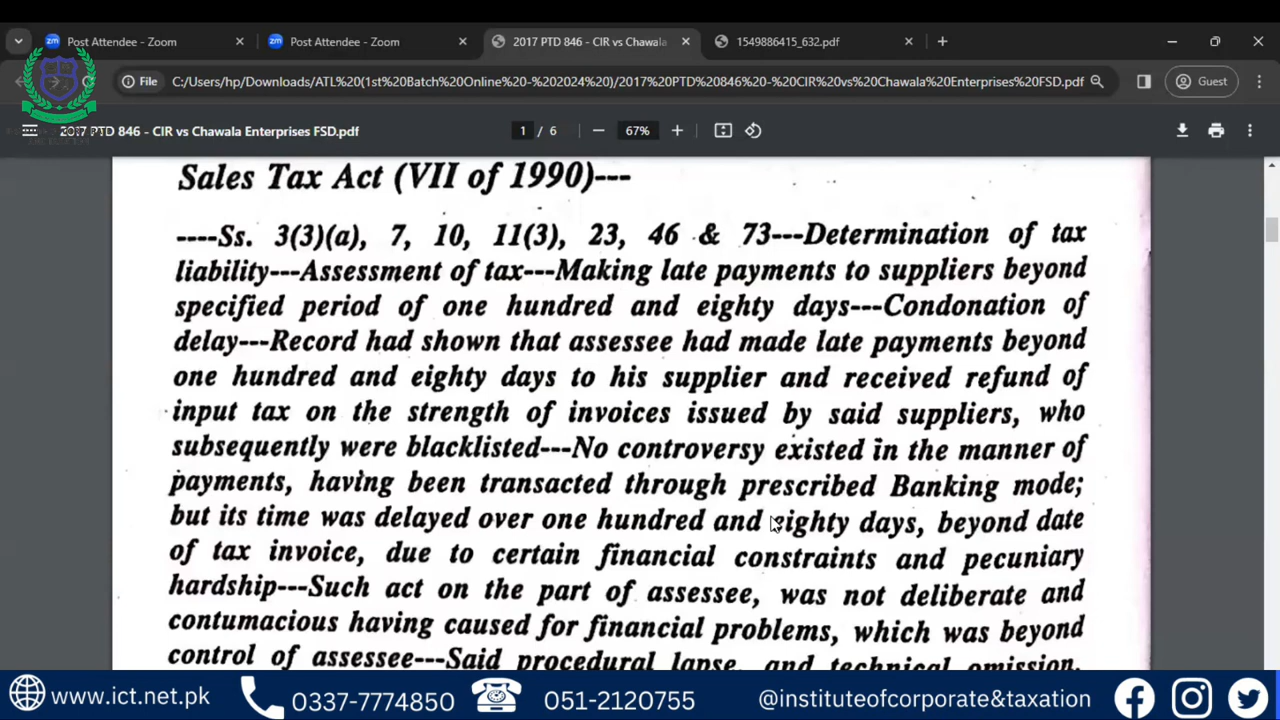 Post Attendee - Zoom
Post Attendee - Zoom
2017 PTD 846 - CIR vs Chawala
1549886415_632.pdf
File
C:/Users/hp/Downloads/ATL%20(1st%20Batch%20Online%20-%202024%20)/2017%20PTD%20846%20-%20CIR%20vs%20Chawala%20Enterprises%20FSD.pdf
Guest
2017 PTD 846 - CIR vs Chawala Enterprises FSD.pdf
1 / 6
67%
Sales Tax Act (VII of 1990)---
----Ss. 3(3)(a), 7, 10, 11(3), 23, 46 & 73---Determination of tax
liability---Assessment of tax---Making late payments to suppliers beyond
specified period of one hundred and eighty days---Condonation of
delay---Record had shown that assessee had made late payments beyond
one hundred and eighty days to his supplier and received refund of
input tax on the strength of invoices issued by said suppliers, who
subsequently were blacklisted---No controversy existed in the manner of
payments, having been transacted through prescribed Banking mode;
but its time was delayed over one hundred and eighty days, beyond date
of tax invoice, due to certain financial constraints and pecuniary
hardship---Such act on the part of assessee, was not deliberate and
contumacious having caused for financial problems, which was beyond
control of assessee---Said procedural lapse, and technical omission,
www.ict.net.pk
0337-7774850
051-2120755
@instituteofcorporate&taxation